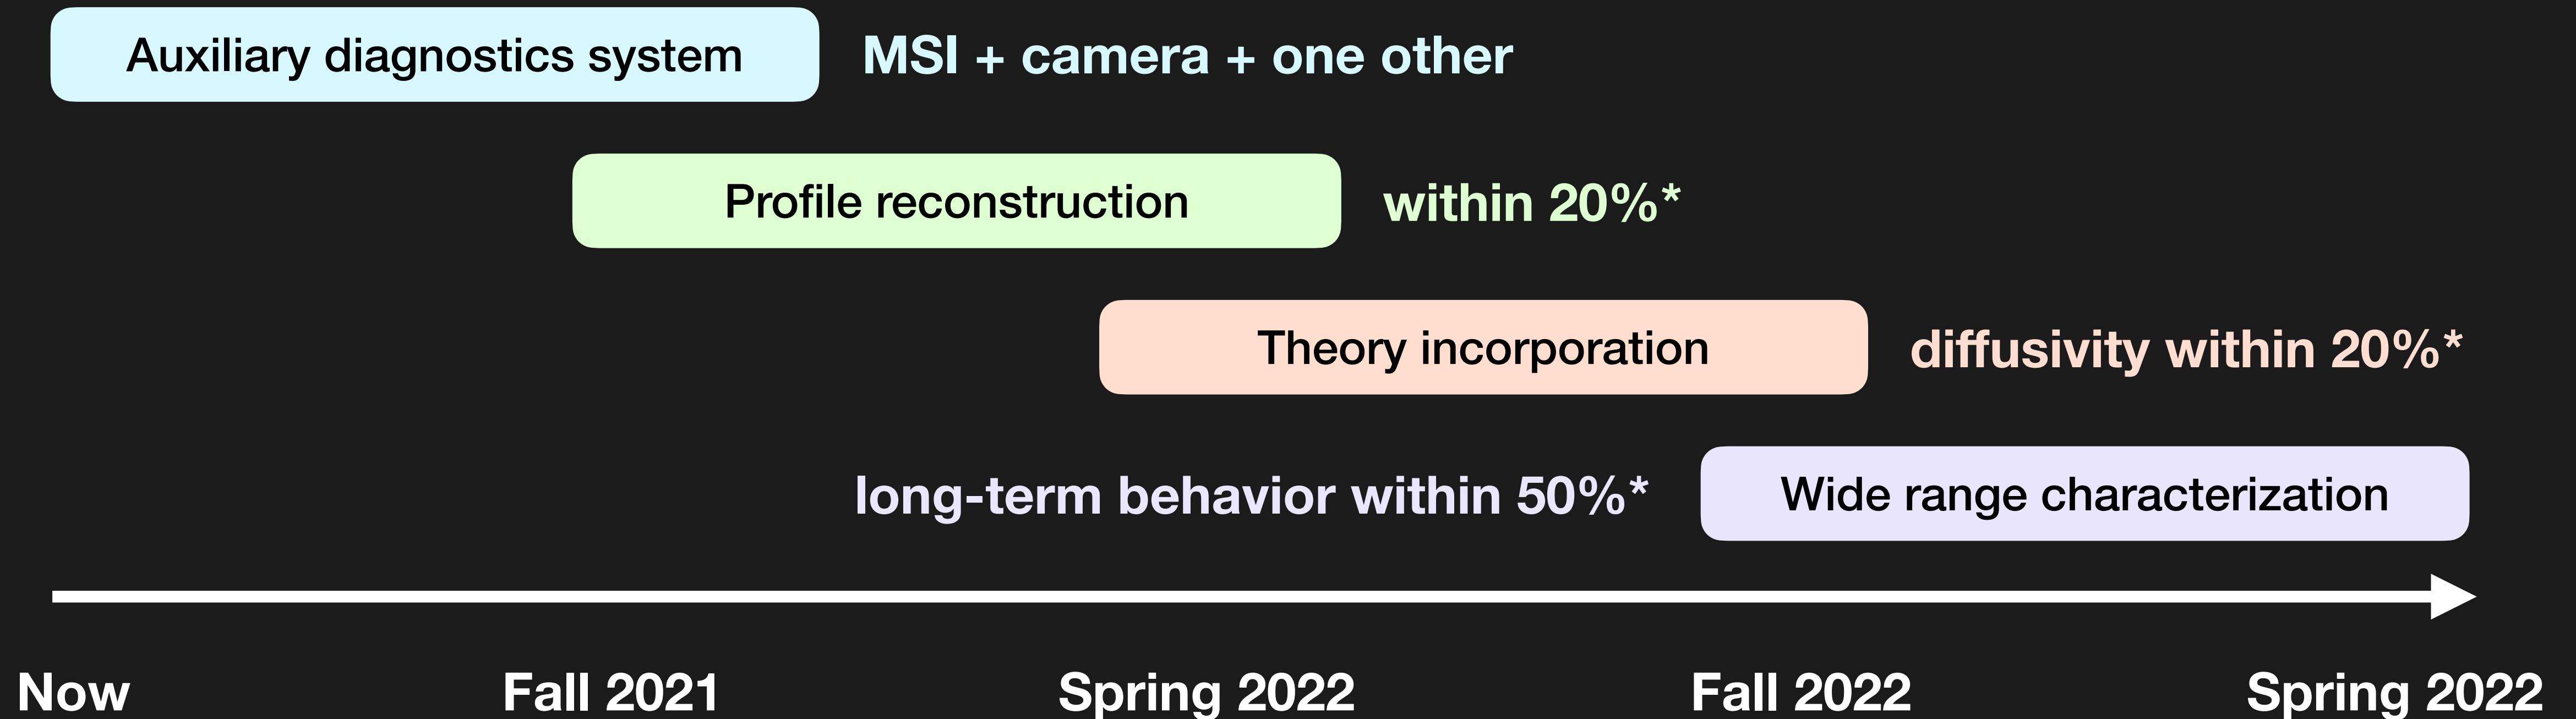 Auxiliary diagnostics system MSI + camera + one other
Profile reconstruction within 20%*
Theory incorporation diffusivity within 20%*
long-term behavior within 50%* Wide range characterization
Now Fall 2021 Spring 2022 Fall 2022 Spring 2022